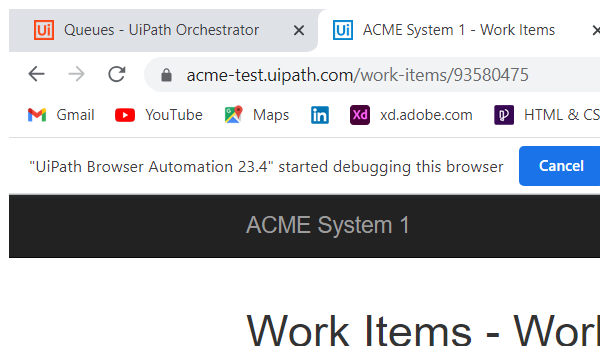 Ui Queues - UiPath Orchestrator Ui ACME System 1 - Work Items
acme-test.uipath.com/work-items/93580475
Gmail YouTube Maps in Xd xd.adobe.com HTML & CS
"UiPath Browser Automation 23.4" started debugging this browser Cancel
ACME System 1
Work Items - Work